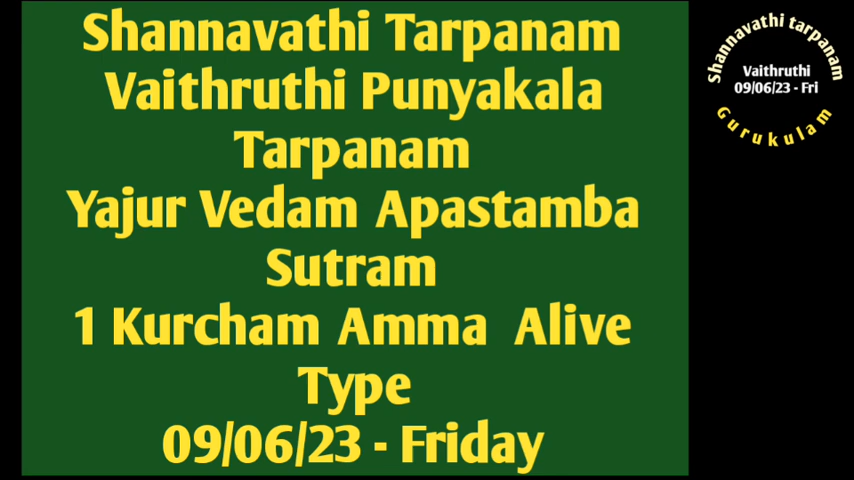 Shannavathi Tarpanam
Vaithruthi Punyakala
Tarpanam
Yajur Vedam Apastamba
Sutram
1 Kurcham Amma Alive
Type
09/06/23 - Friday
Shannavathi tarpanam
Vaithruthi
09/06/23 - Fri
Gurukulam